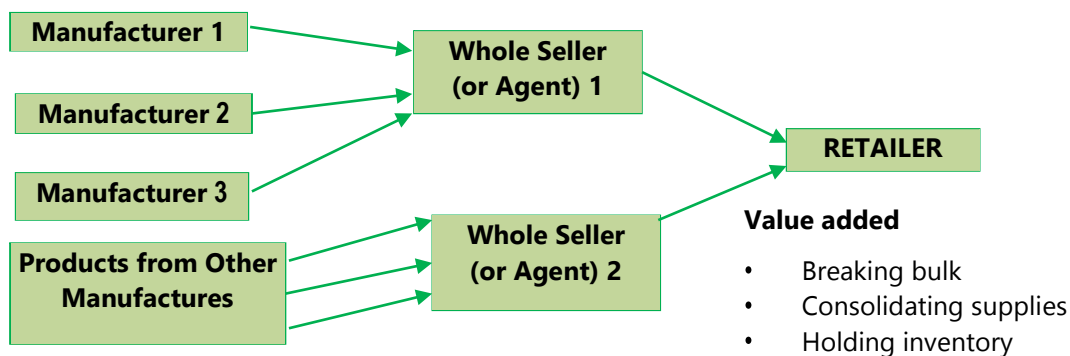 Manufacturer 1
Manufacturer 2
Manufacturer 3
Products from Other
Manufactures
Whole Seller
(or Agent) 1
Whole Seller
(or Agent) 2
RETAILER
Value added
• Breaking bulk
• Consolidating supplies
• Holding inventory